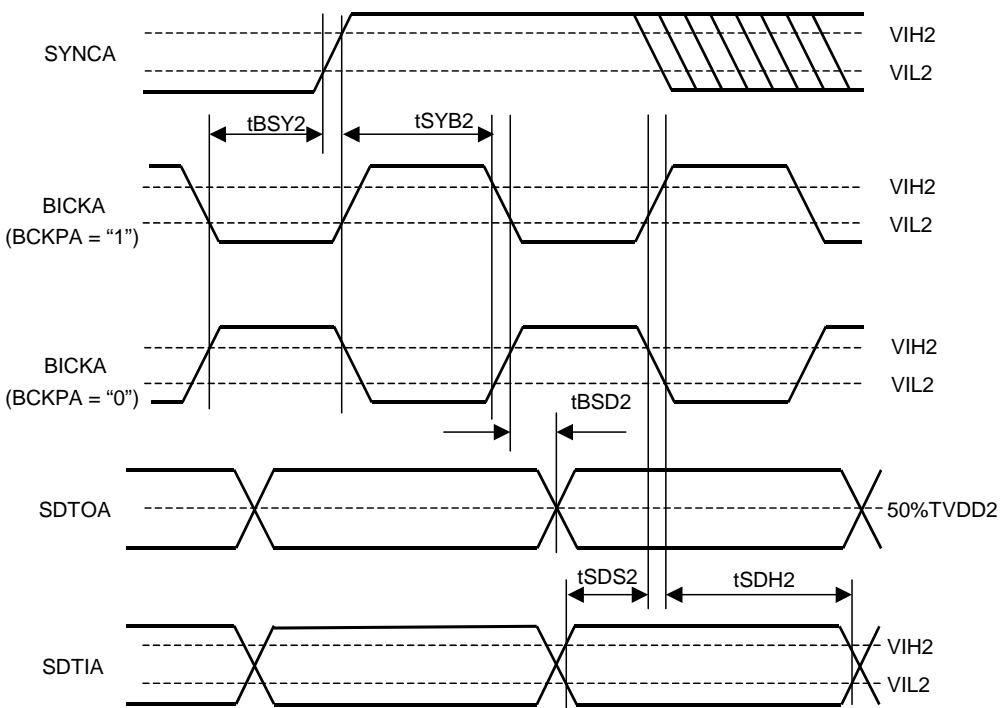 SYNCA
VIH2
VIL2
tBSY2
tSYB2
BICKA
(BCKPA = “1”)
VIH2
VIL2
BICKA
(BCKPA = “0”)
VIH2
VIL2
tBSD2
SDTOA
50%TVDD2
tSDS2
tSDH2
SDTIA
VIH2
VIL2